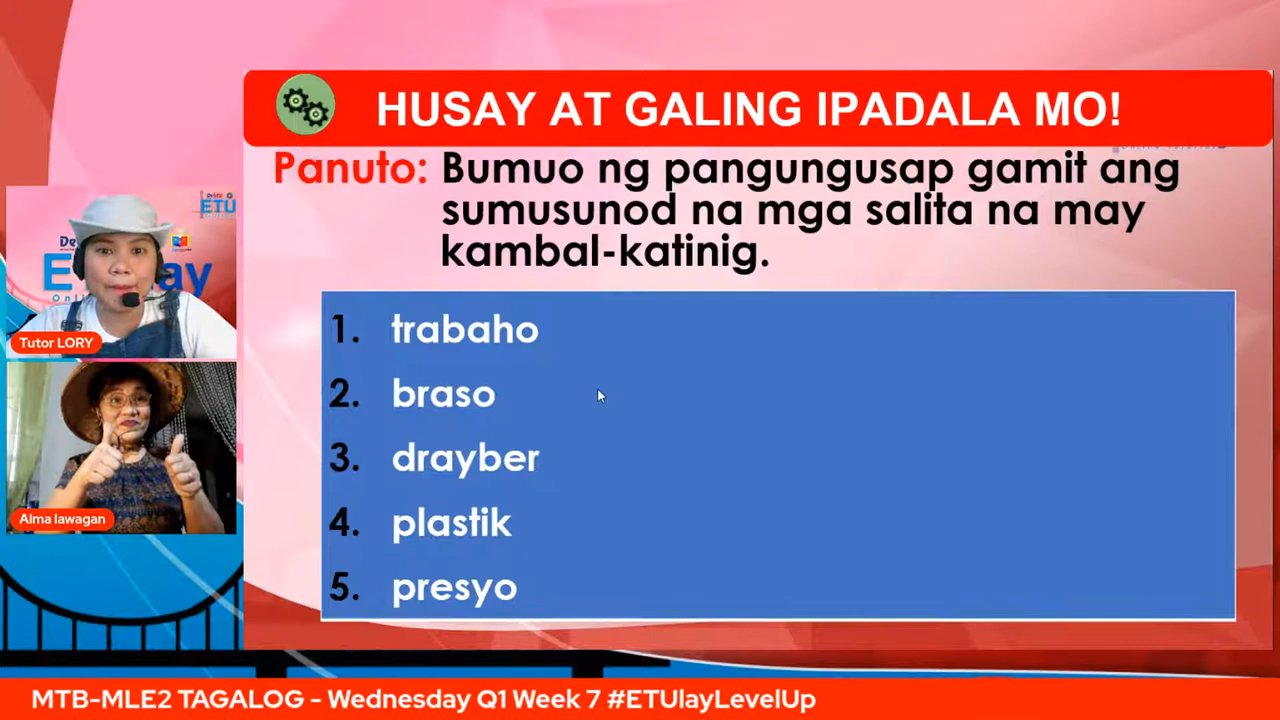 HUSAY AT GALING IPADALA MO!
Panuto: Bumuo ng pangungusap gamit ang
sumusunod na mga salita na may
kambal-katinig.
1. trabaho
2. braso
3. drayber
4. plastik
5. presyo
ETU
Tutor LORY
Alma lawagan
MTB-MLE2 TAGALOG - Wednesday Q1 Week 7 #ETUlayLevelUp